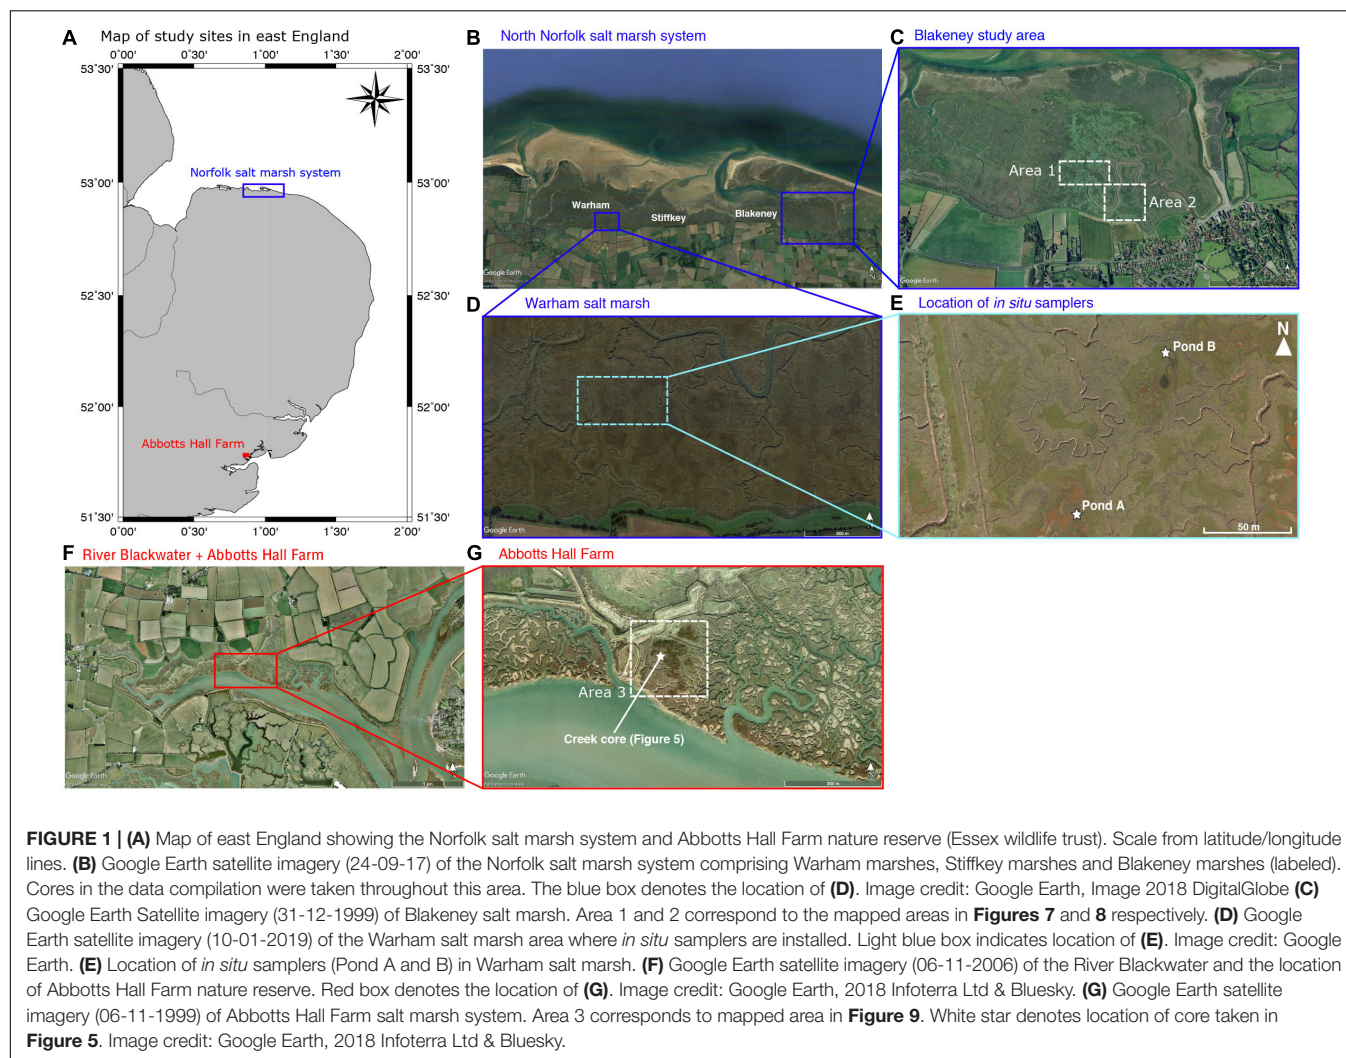 A
Map of study sites in east England
0°00' 0°30' 1°00' 1°30' 2°00'
53°30'
53°00'
52°30'
52°00'
51°30'
0°00' 0°30' 1°00' 1°30' 2°00'
Norfolk salt marsh system
Abbotts Hall Farm
B North Norfolk salt marsh system
Warham
Stiffkey
Blakeney
Google Earth
N
C Blakeney study area
Area 1
Area 2
Google Earth
N
D Warham salt marsh
Google Earth
200 m
E Location of in situ samplers
N
Pond B
Pond A
50 m
F River Blackwater + Abbotts Hall Farm
Google Earth
G Abbotts Hall Farm
Area 3
Creek core (Figure 5)
Google Earth
200 m
FIGURE 1 | (A) Map of east England showing the Norfolk salt marsh system and Abbotts Hall Farm nature reserve (Essex wildlife trust). Scale from latitude/longitude
lines. (B) Google Earth satellite imagery (24-09-17) of the Norfolk salt marsh system comprising Warham marshes, Stiffkey marshes and Blakeney marshes (labeled).
Cores in the data compilation were taken throughout this area. The blue box denotes the location of (D). Image credit: Google Earth, Image 2018 DigitalGlobe (C)
Google Earth Satellite imagery (31-12-1999) of Blakeney salt marsh. Area 1 and 2 correspond to the mapped areas in Figures 7 and 8 respectively. (D) Google
Earth satellite imagery (10-01-2019) of the Warham salt marsh area where in situ samplers are installed. Light blue box indicates location of (E). Image credit: Google
Earth. (E) Location of in situ samplers (Pond A and B) in Warham salt marsh. (F) Google Earth satellite imagery (06-11-2006) of the River Blackwater and the location
of Abbotts Hall Farm nature reserve. Red box denotes the location of (G). Image credit: Google Earth, 2018 Infoterra Ltd & Bluesky. (G) Google Earth satellite
imagery (06-11-1999) of Abbotts Hall Farm salt marsh system. Area 3 corresponds to mapped area in Figure 9. White star denotes location of core taken in
Figure 5. Image credit: Google Earth, 2018 Infoterra Ltd & Bluesky.